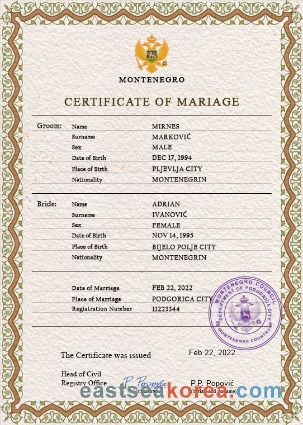 MONTENEGRO
CERTIFICATE OF MARIAGE
Groom: Name MIRNES
Surname MARKOVIĆ
Sex MALE
Date of Birth DEC 17, 1994
Place of Birth PLJEVLJA CITY
Nationality MONTENEGRIN
Bride: Name ADRIAN
Surname IVANOVIĆ
Sex FEMALE
Date of Birth NOV 14, 1995
Place of Birth BIJELO POLJE CITY
Nationality MONTENEGRIN
Date of Marriage FEB 22, 2022
Place of Marriage PODGORICA CITY
Registration Number 11223344
MONTENEGRO COUNCIL
DEPARTMENT OF PODGORICA CITY
The Certificate was issued Feb 22, 2022
Head of Civil
Registry Office P. Popović P.P. Popović
eastseakorea.com